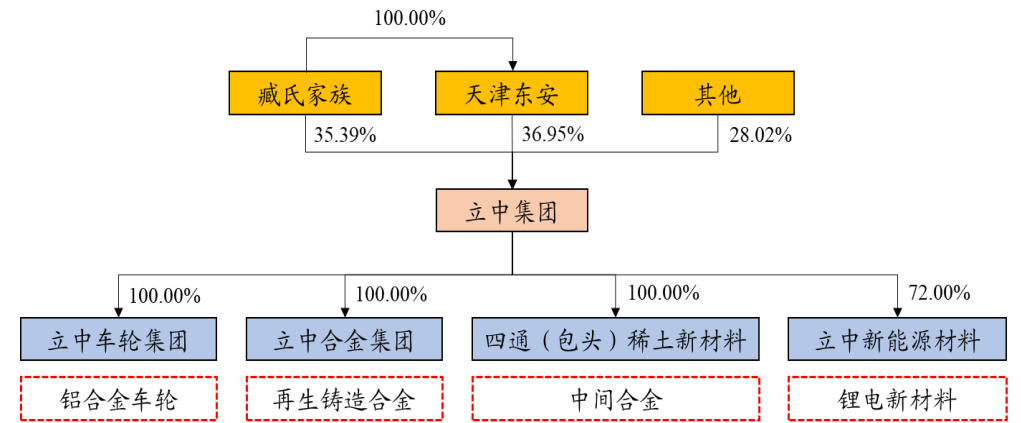 100.00%
臧氏家族
天津东安
其他
35.39%
36.95%
28.02%
立中集团
100.00%
100.00%
100.00%
72.00%
立中车轮集团
立中合金集团
四通（包头）稀土新材料
立中新能源材料
铝合金车轮
再生铸造合金
中间合金
锂电新材料